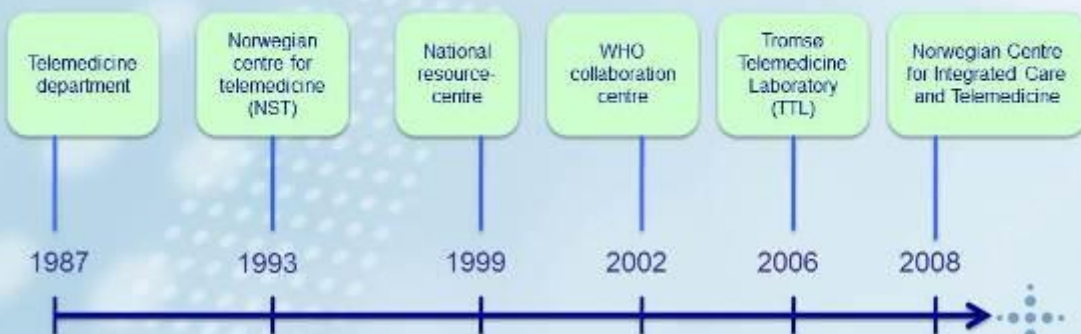 Telemedicine
department
Norwegian
centre for
telemedicine
(NST)
National
resource-
centre
WHO
collaboration
centre
Tromsø
Telemedicine
Laboratory
(TTL)
Norwegian Centre
for Integrated Care
and Telemedicine
1987
1993
1999
2002
2006
2008